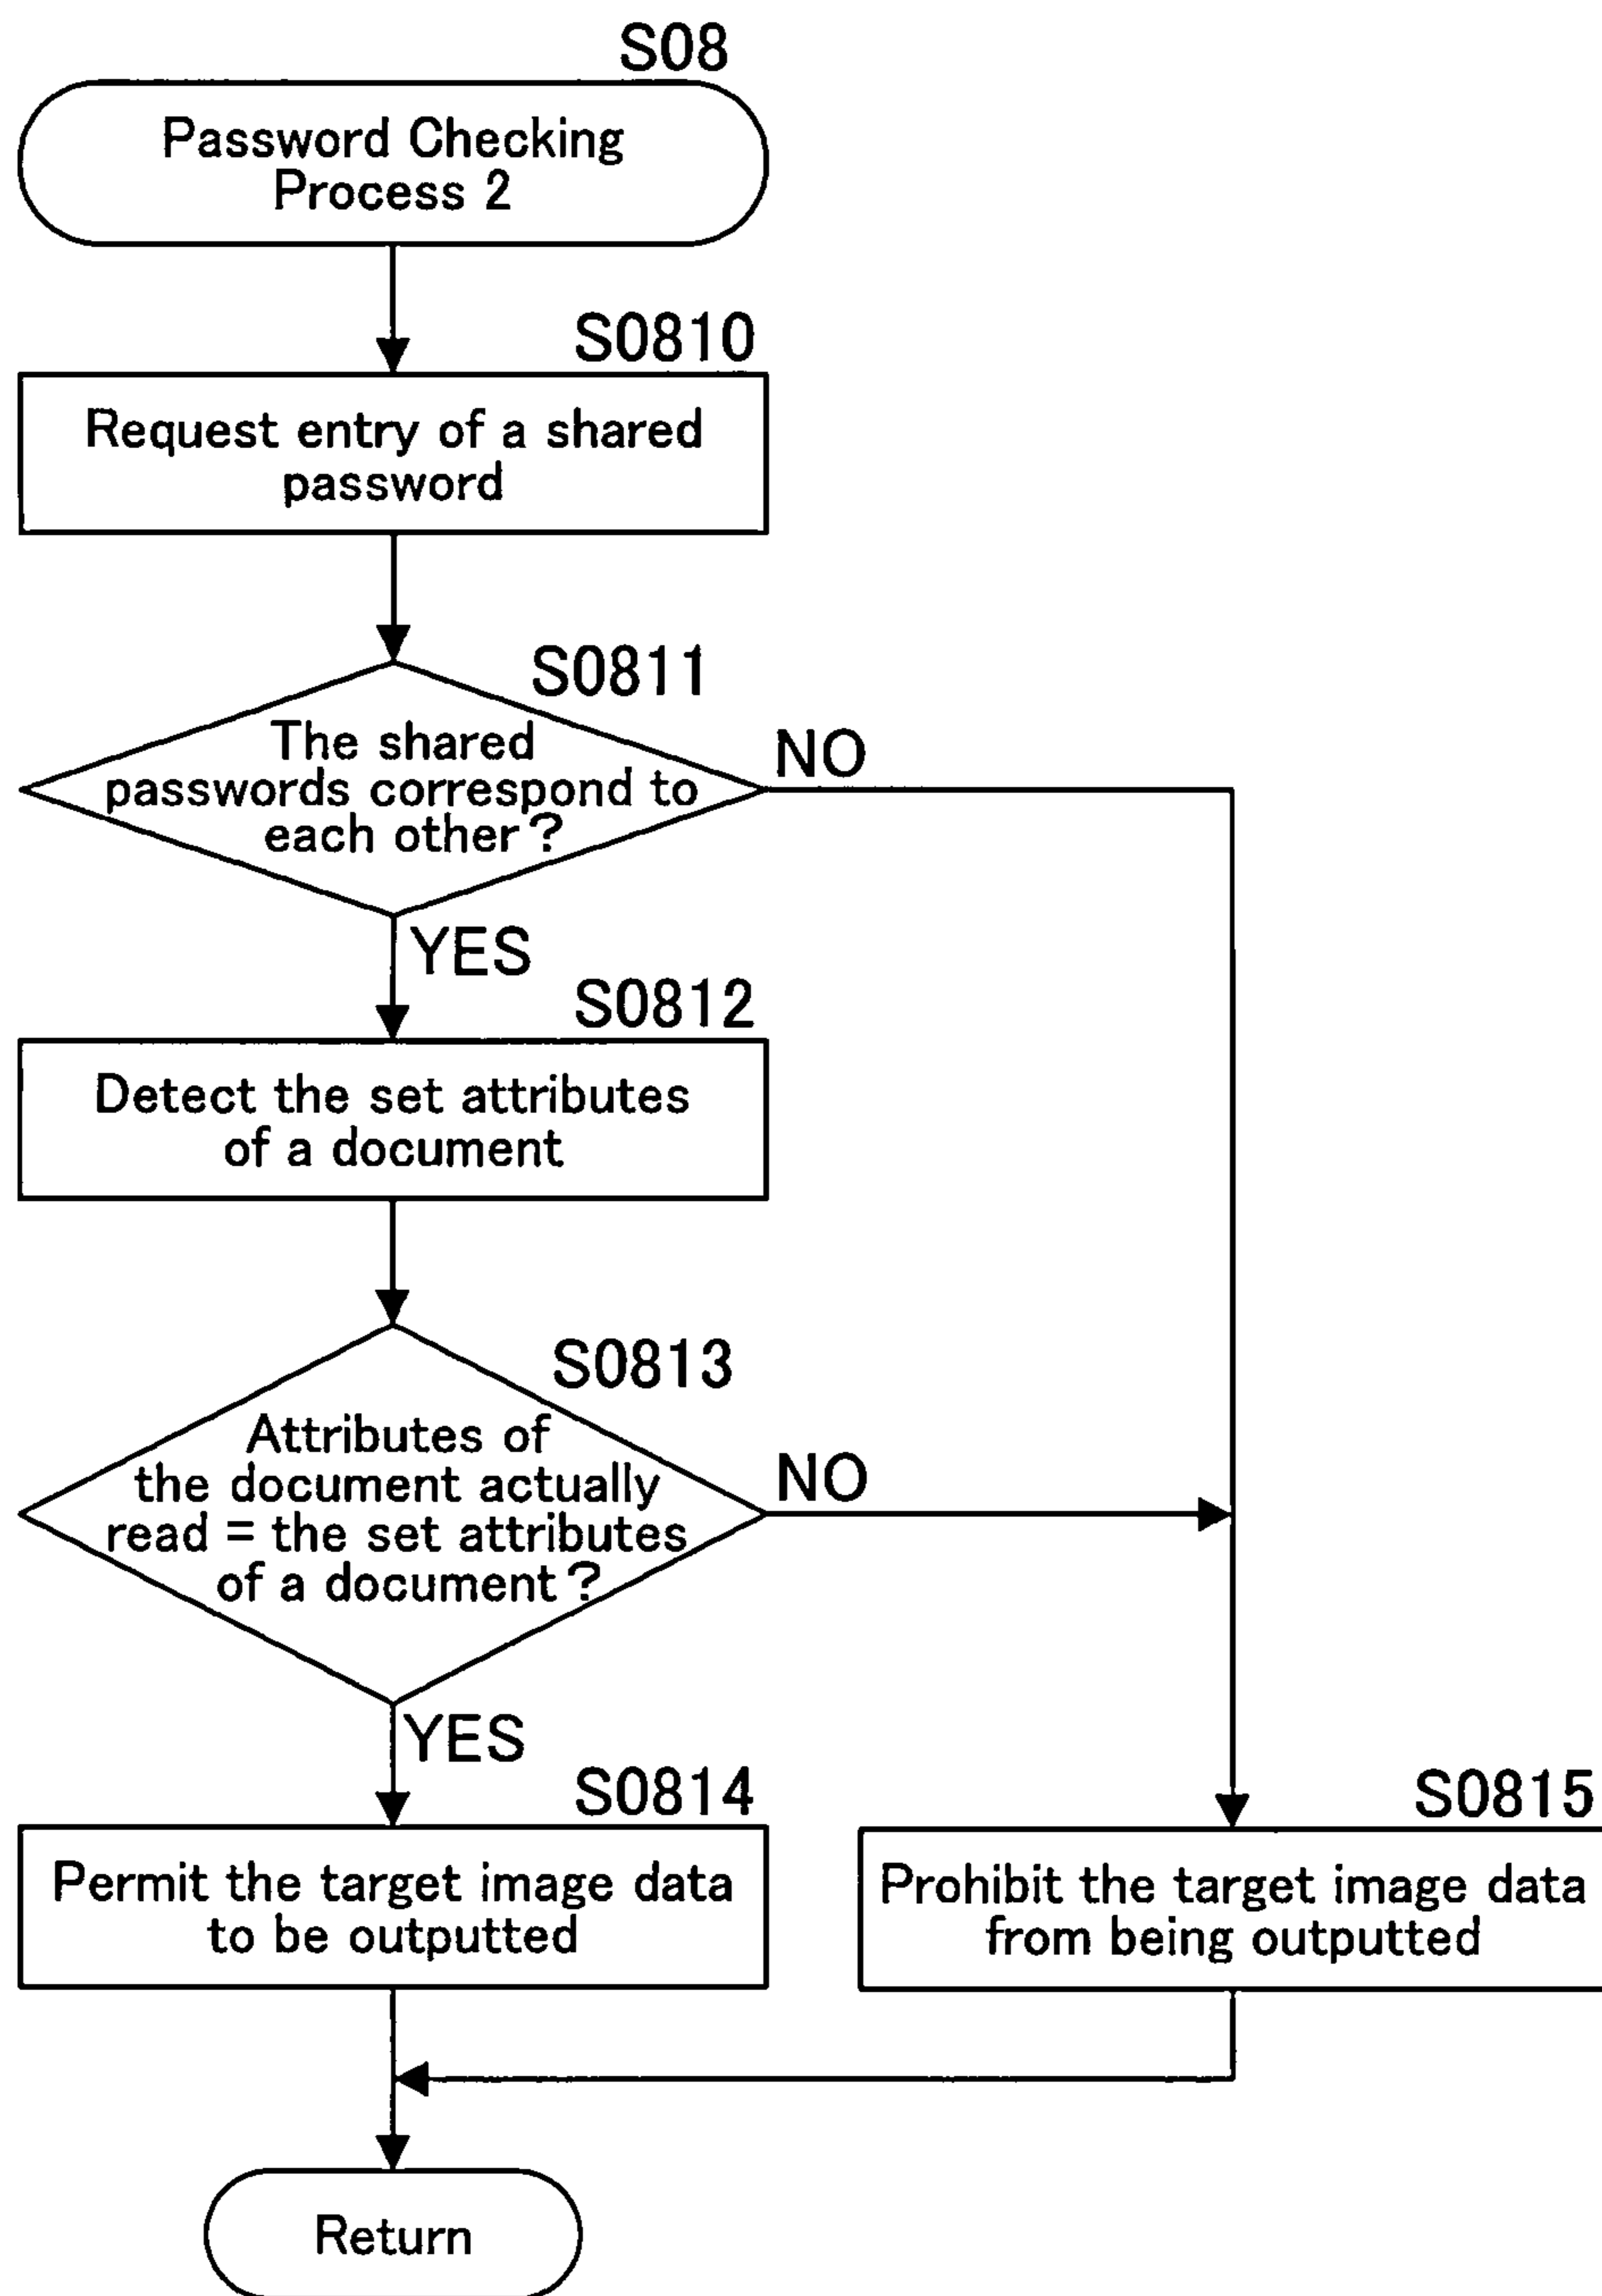 S08
Password Checking
Process 2
S0810
Request entry of a shared
password
S0811
The shared
passwords correspond to
each other?
NO
YES
S0812
Detect the set attributes
of a document
S0813
Attributes of
the document actually
read = the set attributes
of a document?
NO
YES
S0814
Permit the target image data
to be outputted
S0815
Prohibit the target image data
from being outputted
Return